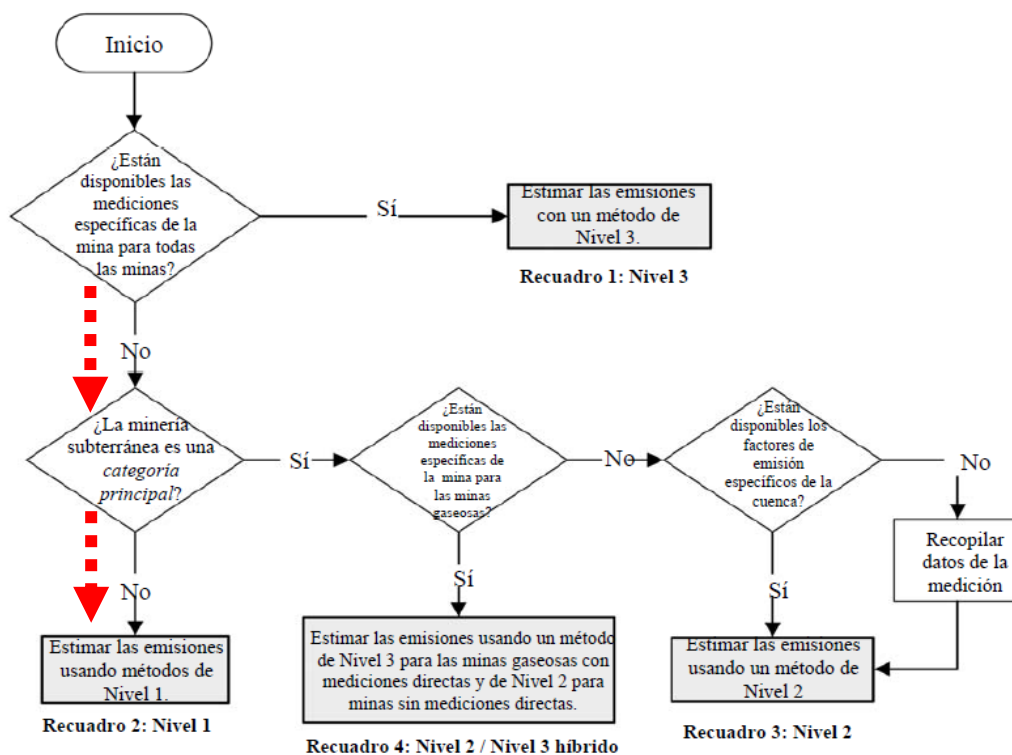 Inicio
¿Están
disponibles las
mediciones
específicas de la
mina para todas
las minas?
Sí
Estimar las emisiones
con un método de
Nivel 3.
Recuadro 1: Nivel 3
No
¿La minería
subterránea es una
categoría
principal?
Sí
¿Están
disponibles las
mediciones
específicas de
la mina para
las minas
gaseosas?
No
¿Están
disponibles los
factores de
emisión
específicos de la
cuenca?
No
Recopilar
datos de la
medición
No
Sí
Sí
Estimar las emisiones
usando métodos de
Nivel 1.
Recuadro 2: Nivel 1
Estimar las emisiones usando un método
de Nivel 3 para las minas gaseosas con
mediciones directas y de Nivel 2 para
minas sin mediciones directas.
Recuadro 4: Nivel 2 / Nivel 3 híbrido
Estimar las emisiones
usando un método de
Nivel 2
Recuadro 3: Nivel 2